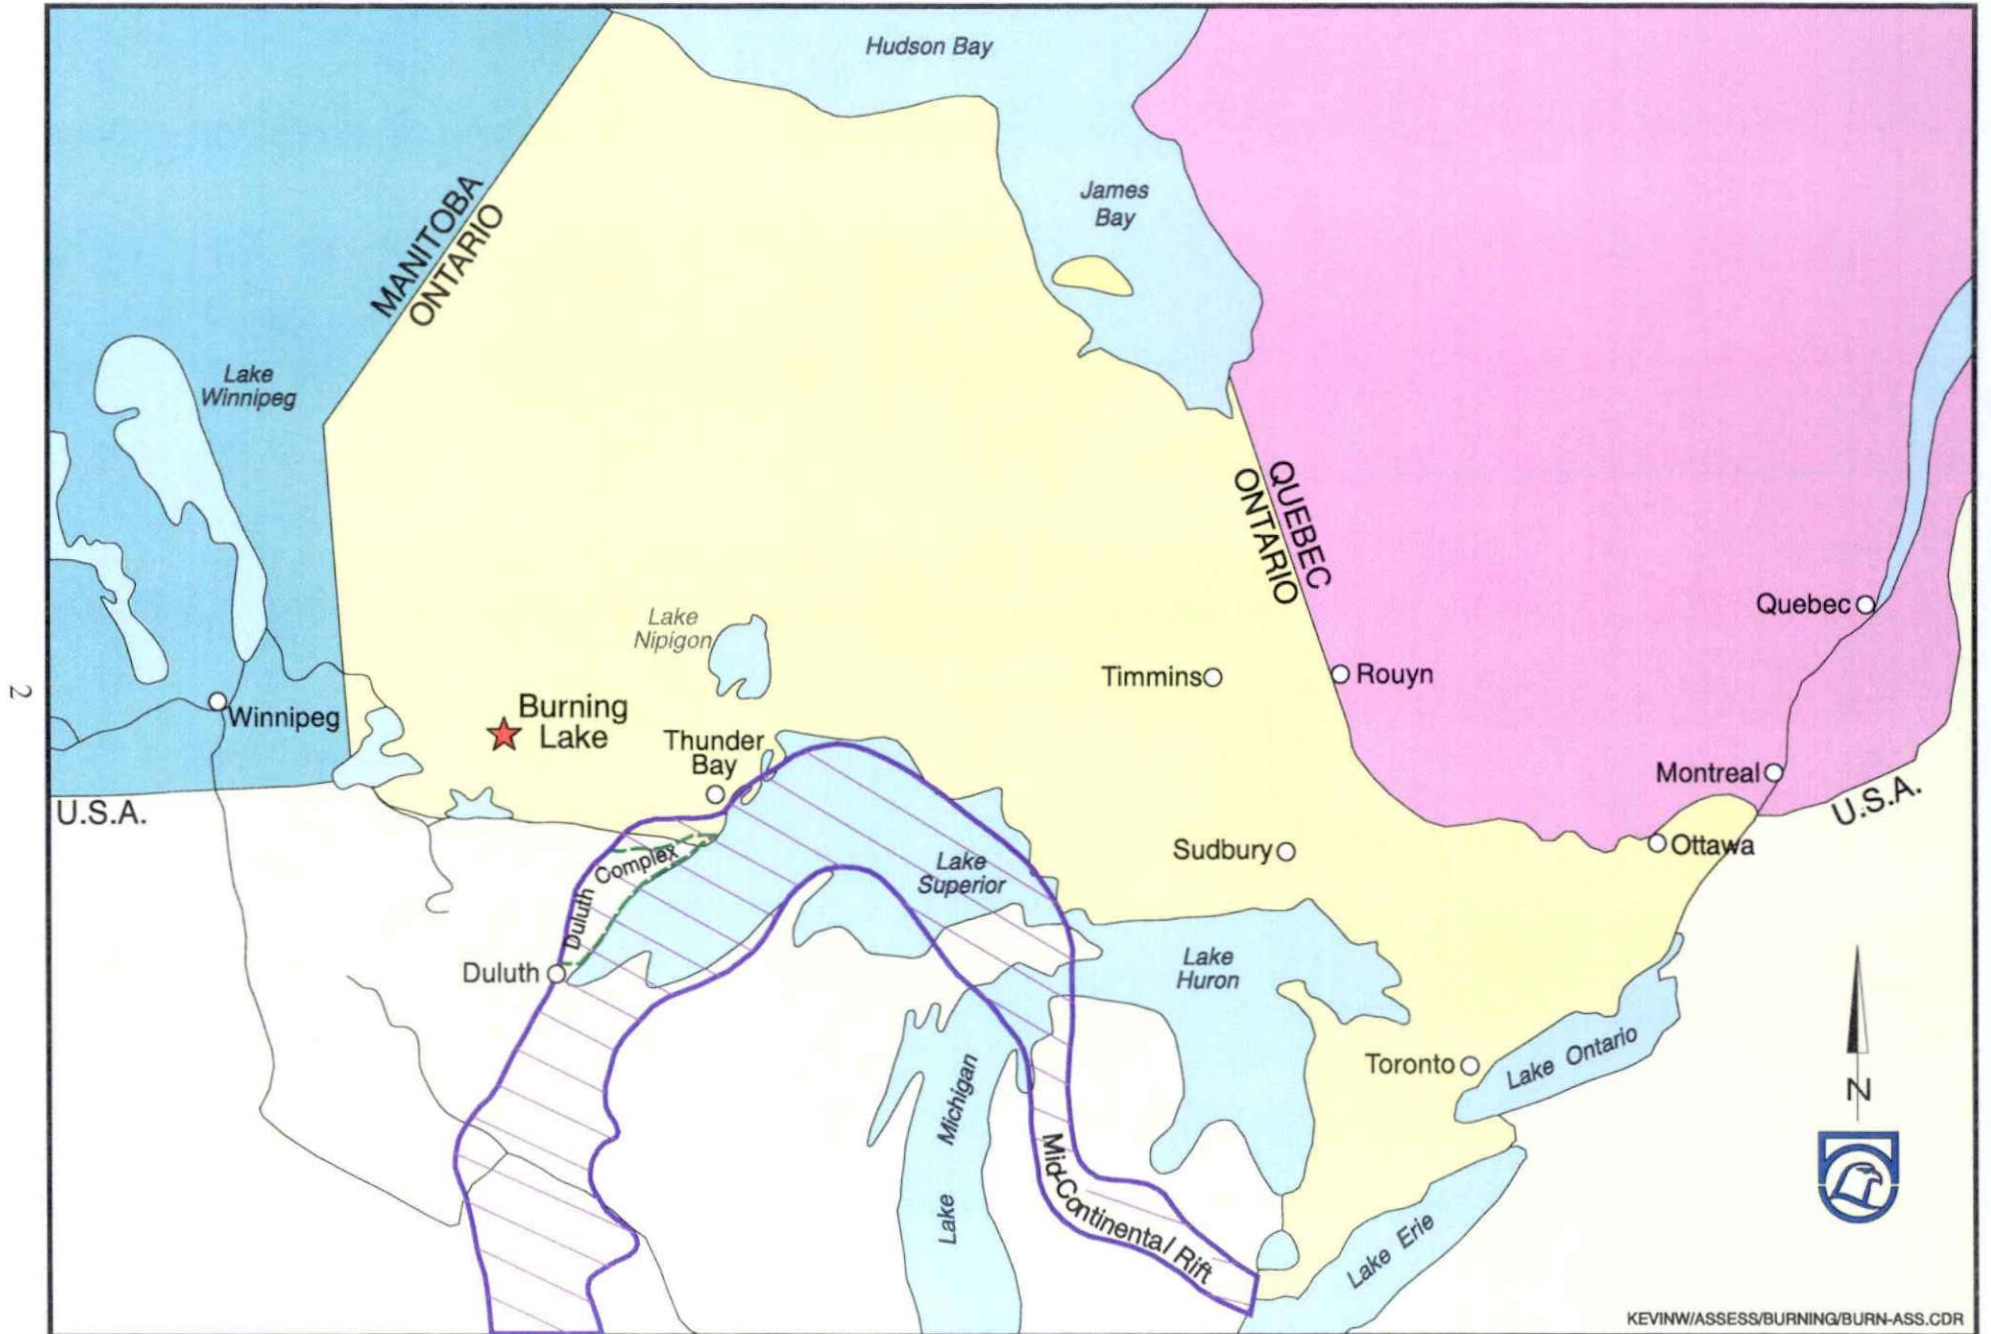 Hudson Bay
James
Bay
MANITOBA
ONTARIO
Lake
Winnipeg
QUEBEC
ONTARIO
Quebec
Lake
Nipigon
Timmins
Rouyn
2
Winnipeg
Burning
Lake
Thunder
Bay
Montreal
U.S.A.
U.S.A.
Sudbury
Ottawa
Duluth Complex
Lake
Superior
Duluth
Lake
Huron
Toronto
Lake Ontario
Lake Michigan
N
Mid-Continental Rift
Lake Erie
KEVINW/ASSESS/BURNING/BURN-ASS.CDR